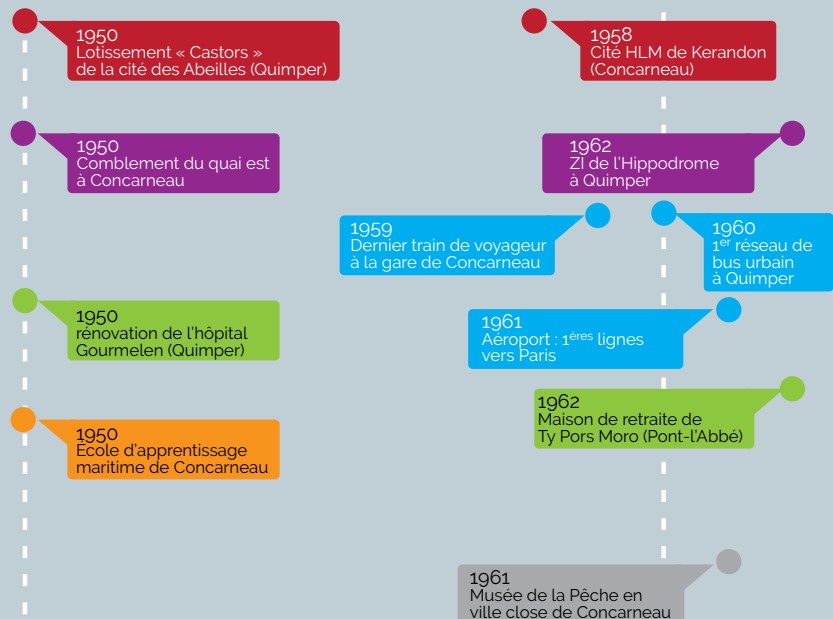 1950
Lotissement « Castors »
de la cité des Abeilles (Quimper)
1958
Cité HLM de Kerandon
(Concarneau)
1950
Comblement du quai est
à Concarneau
1962
ZI de l'Hippodrome
à Quimper
1959
Dernier train de voyageur
à la gare de Concarneau
1960
1er réseau de
bus urbain
à Quimper
1950
rénovation de l'hôpital
Gourmelen (Quimper)
1961
Aéroport : 1ères lignes
vers Paris
1962
Maison de retraite de
Ty Pors Moro (Pont-l'Abbé)
1950
École d'apprentissage
maritime de Concarneau
1961
Musée de la Pêche en
ville close de Concarneau